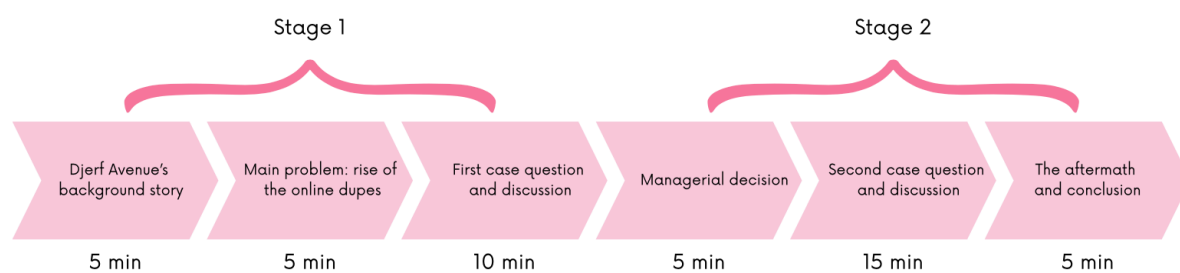 Stage 1
Stage 2
Djerf Avenue's
background story
Main problem: rise of
the online dupes
First case question
and discussion
Managerial decision
Second case question
and discussion
The aftermath
and conclusion
5 min
5 min
10 min
5 min
15 min
5 min